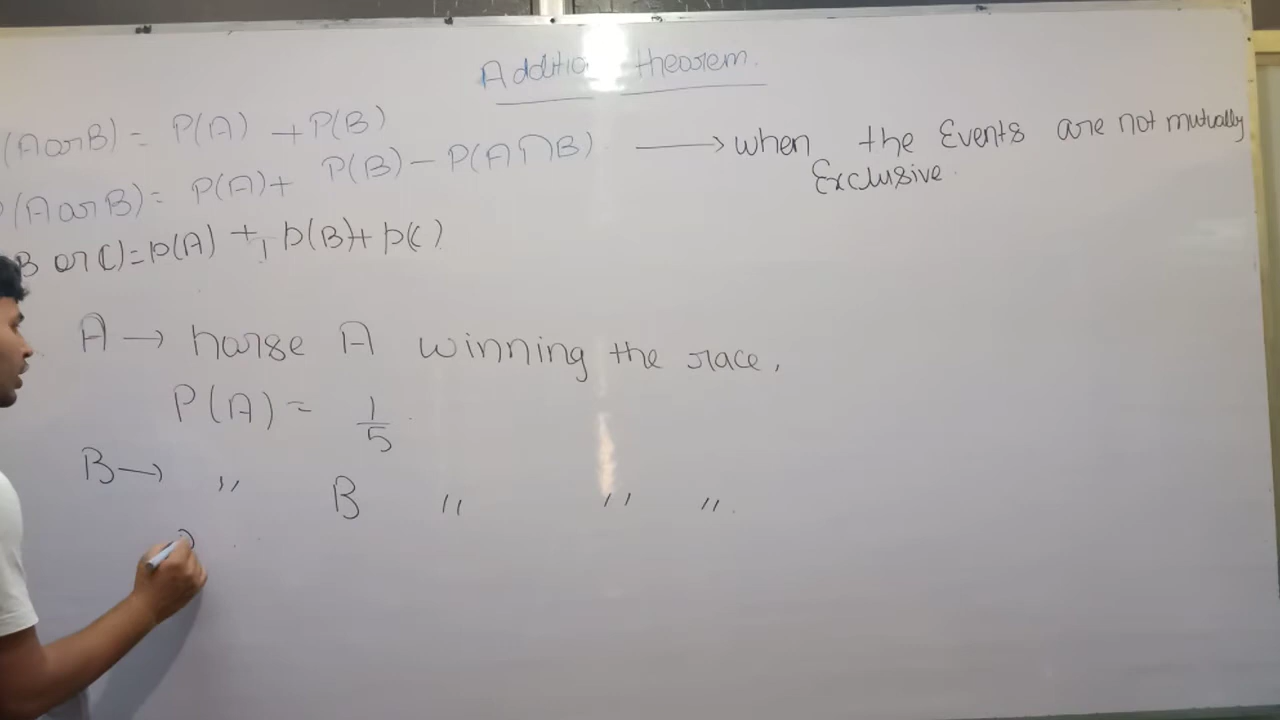 Addition theorem.
(A or B) = P(A) + P(B)
P(A or B) = P(A) + P(B) - P(A∩B) → when the Events are not mutually
Exclusive.
B or C) = p(A) + p(B) + p(C)
A → horse A winning the race,
P(A) = 1/5
B → " B " " ".
P